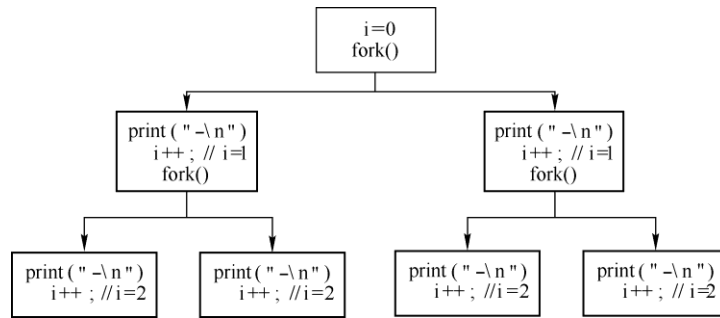 i=0
fork()
print("-\n")
i++; // i=1
fork()
print("-\n")
i++; // i=1
fork()
print("-\n")
i++; //i=2
print("-\n")
i++; //i=2
print("-\n")
i++; //i=2
print("-\n")
i++; //i=2